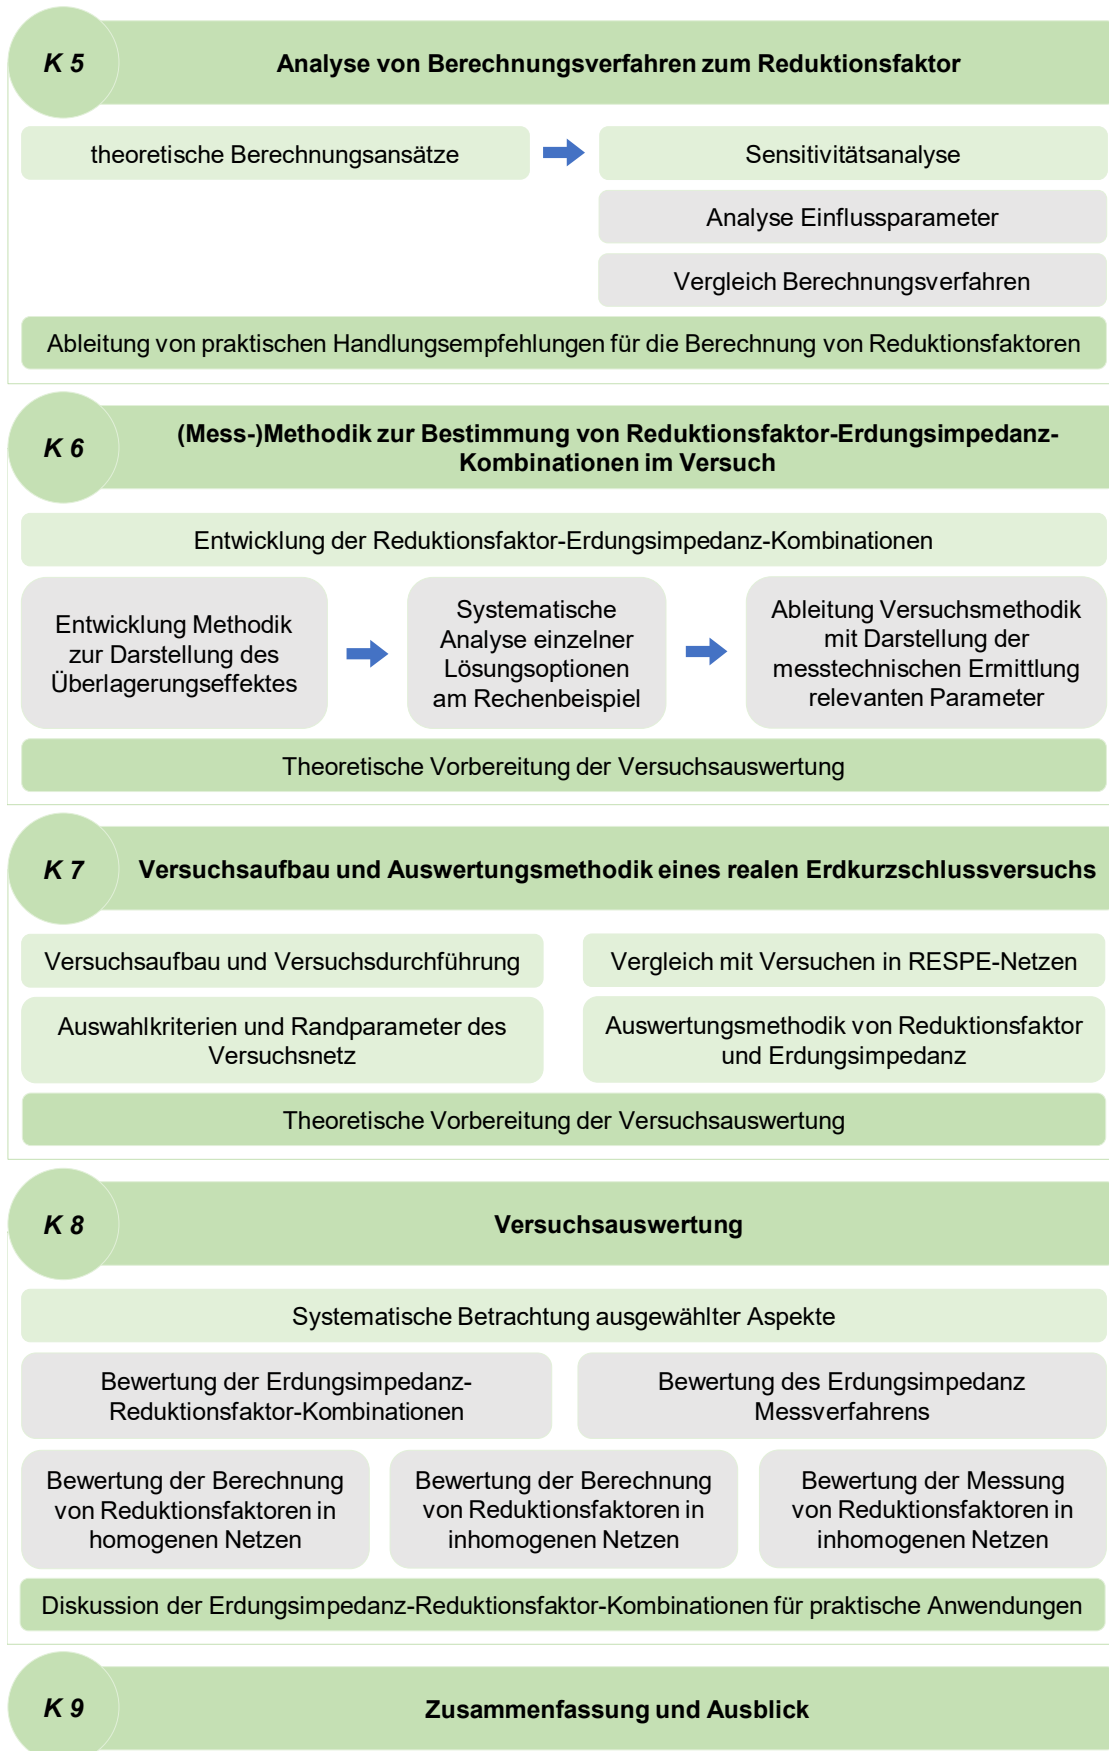 K 5
Analyse von Berechnungsverfahren zum Reduktionsfaktor
theoretische Berechnungsansätze
Sensitivitätsanalyse
Analyse Einflussparameter
Vergleich Berechnungsverfahren
Ableitung von praktischen Handlungsempfehlungen für die Berechnung von Reduktionsfaktoren
K 6
(Mess-)Methodik zur Bestimmung von Reduktionsfaktor-Erdungsimpedanz-
Kombinationen im Versuch
Entwicklung der Reduktionsfaktor-Erdungsimpedanz-Kombinationen
Entwicklung Methodik
zur Darstellung des
Überlagerungseffektes
Systematische
Analyse einzelner
Lösungsoptionen
am Rechenbeispiel
Ableitung Versuchsmethodik
mit Darstellung der
messtechnischen Ermittlung
relevanten Parameter
Theoretische Vorbereitung der Versuchsauswertung
K 7
Versuchsaufbau und Auswertungsmethodik eines realen Erdkurzschlussversuchs
Versuchsaufbau und Versuchsdurchführung
Vergleich mit Versuchen in RESPE-Netzen
Auswahlkriterien und Randparameter des
Versuchsnetz
Auswertungsmethodik von Reduktionsfaktor
und Erdungsimpedanz
Theoretische Vorbereitung der Versuchsauswertung
K 8
Versuchsauswertung
Systematische Betrachtung ausgewählter Aspekte
Bewertung der Erdungsimpedanz-
Reduktionsfaktor-Kombinationen
Bewertung des Erdungsimpedanz
Messverfahrens
Bewertung der Berechnung
von Reduktionsfaktoren in
homogenen Netzen
Bewertung der Berechnung
von Reduktionsfaktoren in
inhomogenen Netzen
Bewertung der Messung
von Reduktionsfaktoren in
inhomogenen Netzen
Diskussion der Erdungsimpedanz-Reduktionsfaktor-Kombinationen für praktische Anwendungen
K 9
Zusammenfassung und Ausblick